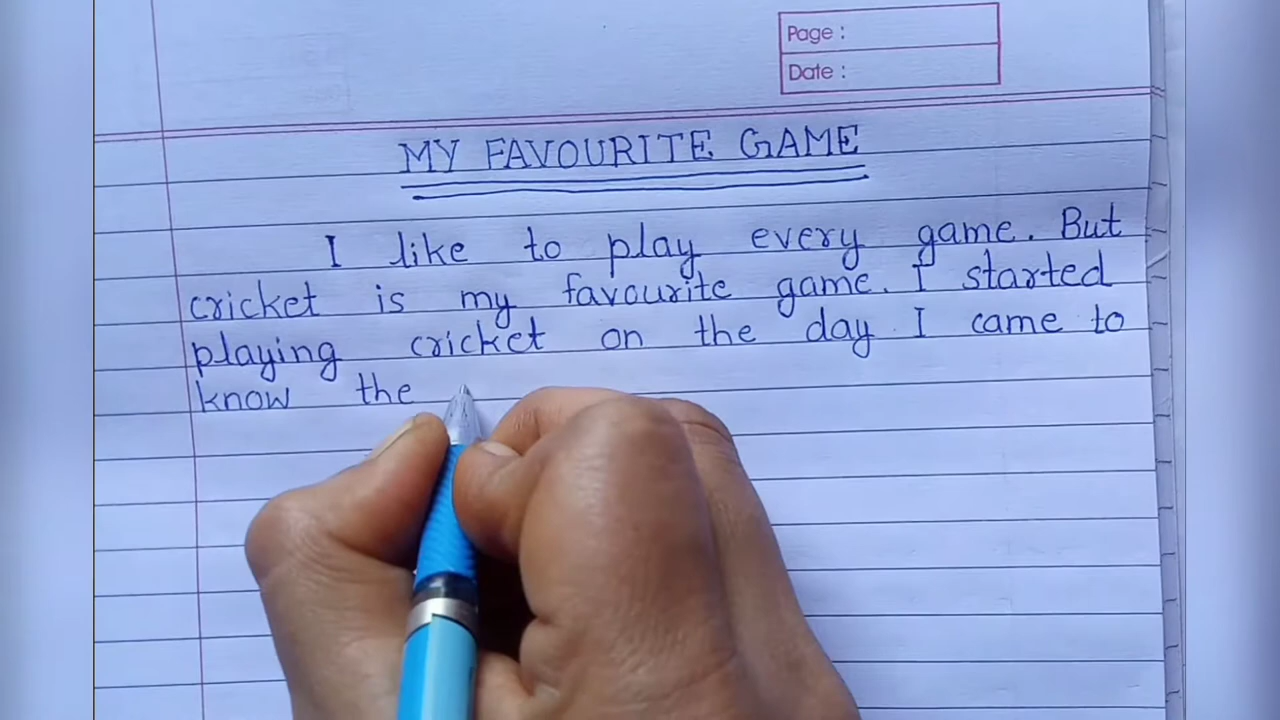 Page :
Date :
MY FAVOURITE GAME
I like to play every game. But
cricket is my favourite game. I started
playing cricket on the day I came to
know the